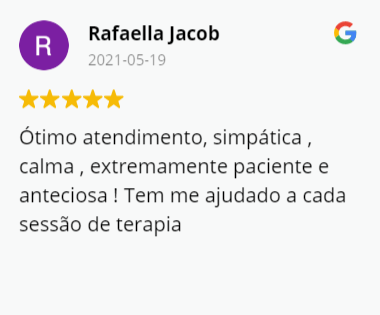 R
Rafaella Jacob
2021-05-19
Ótimo atendimento, simpática ,
calma , extremamente paciente e
anteciosa ! Tem me ajudado a cada
sessão de terapia